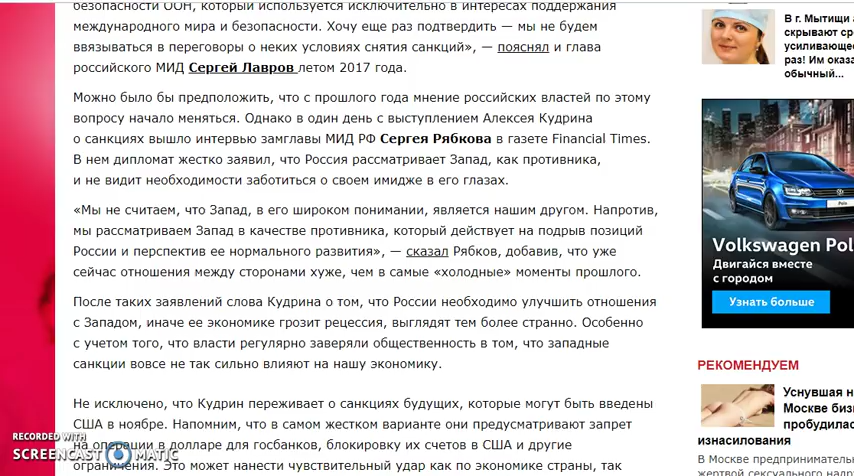 безопасности ООН, который используется исключительно в интересах поддержания
международного мира и безопасности. Хочу еще раз подтвердить — мы не будем
ввязываться в переговоры о неких условиях снятия санкций», — пояснял и глава
российского МИД Сергей Лавров летом 2017 года.
Можно было бы предположить, что с прошлого года мнение российских властей по этому
вопросу начало меняться. Однако в один день с выступлением Алексея Кудрина
о санкциях вышло интервью замглавы МИД РФ Сергея Рябкова в газете Financial Times.
В нем дипломат жестко заявил, что Россия рассматривает Запад, как противника,
и не видит необходимости заботиться о своем имидже в его глазах.
«Мы не считаем, что Запад, в его широком понимании, является нашим другом. Напротив,
мы рассматриваем Запад в качестве противника, который действует на подрыв позиций
России и перспектив ее нормального развития», — сказал Рябков, добавив, что уже
сейчас отношения между сторонами хуже, чем в самые «холодные» моменты прошлого.
После таких заявлений слова Кудрина о том, что России необходимо улучшить отношения
с Западом, иначе ее экономике грозит рецессия, выглядят тем более странно. Особенно
с учетом того, что власти регулярно заверяли общественность в том, что западные
санкции вовсе не так сильно влияют на нашу экономику.
Не исключено, что Кудрин переживает о санкциях будущих, которые могут быть введены
США в ноябре. Напомним, что в самом жестком варианте они предусматривают запрет
на операции в долларе для госбанков, блокировку их счетов в США и другие
ограничения. Это может нанести чувствительный удар как по экономике страны, так
В г. Мытищи
скрывают
усиливающее
раз! Им
обычный...
Polo
Volkswagen Pol
Двигайся вместе
с городом
Узнать больше
РЕКОМЕНДУЕМ
Уснувшая
Москве
пробудилас
изнасилования
В Москве
жертвой сексуального
RECORDED WITH
SCREENCAST MATIC